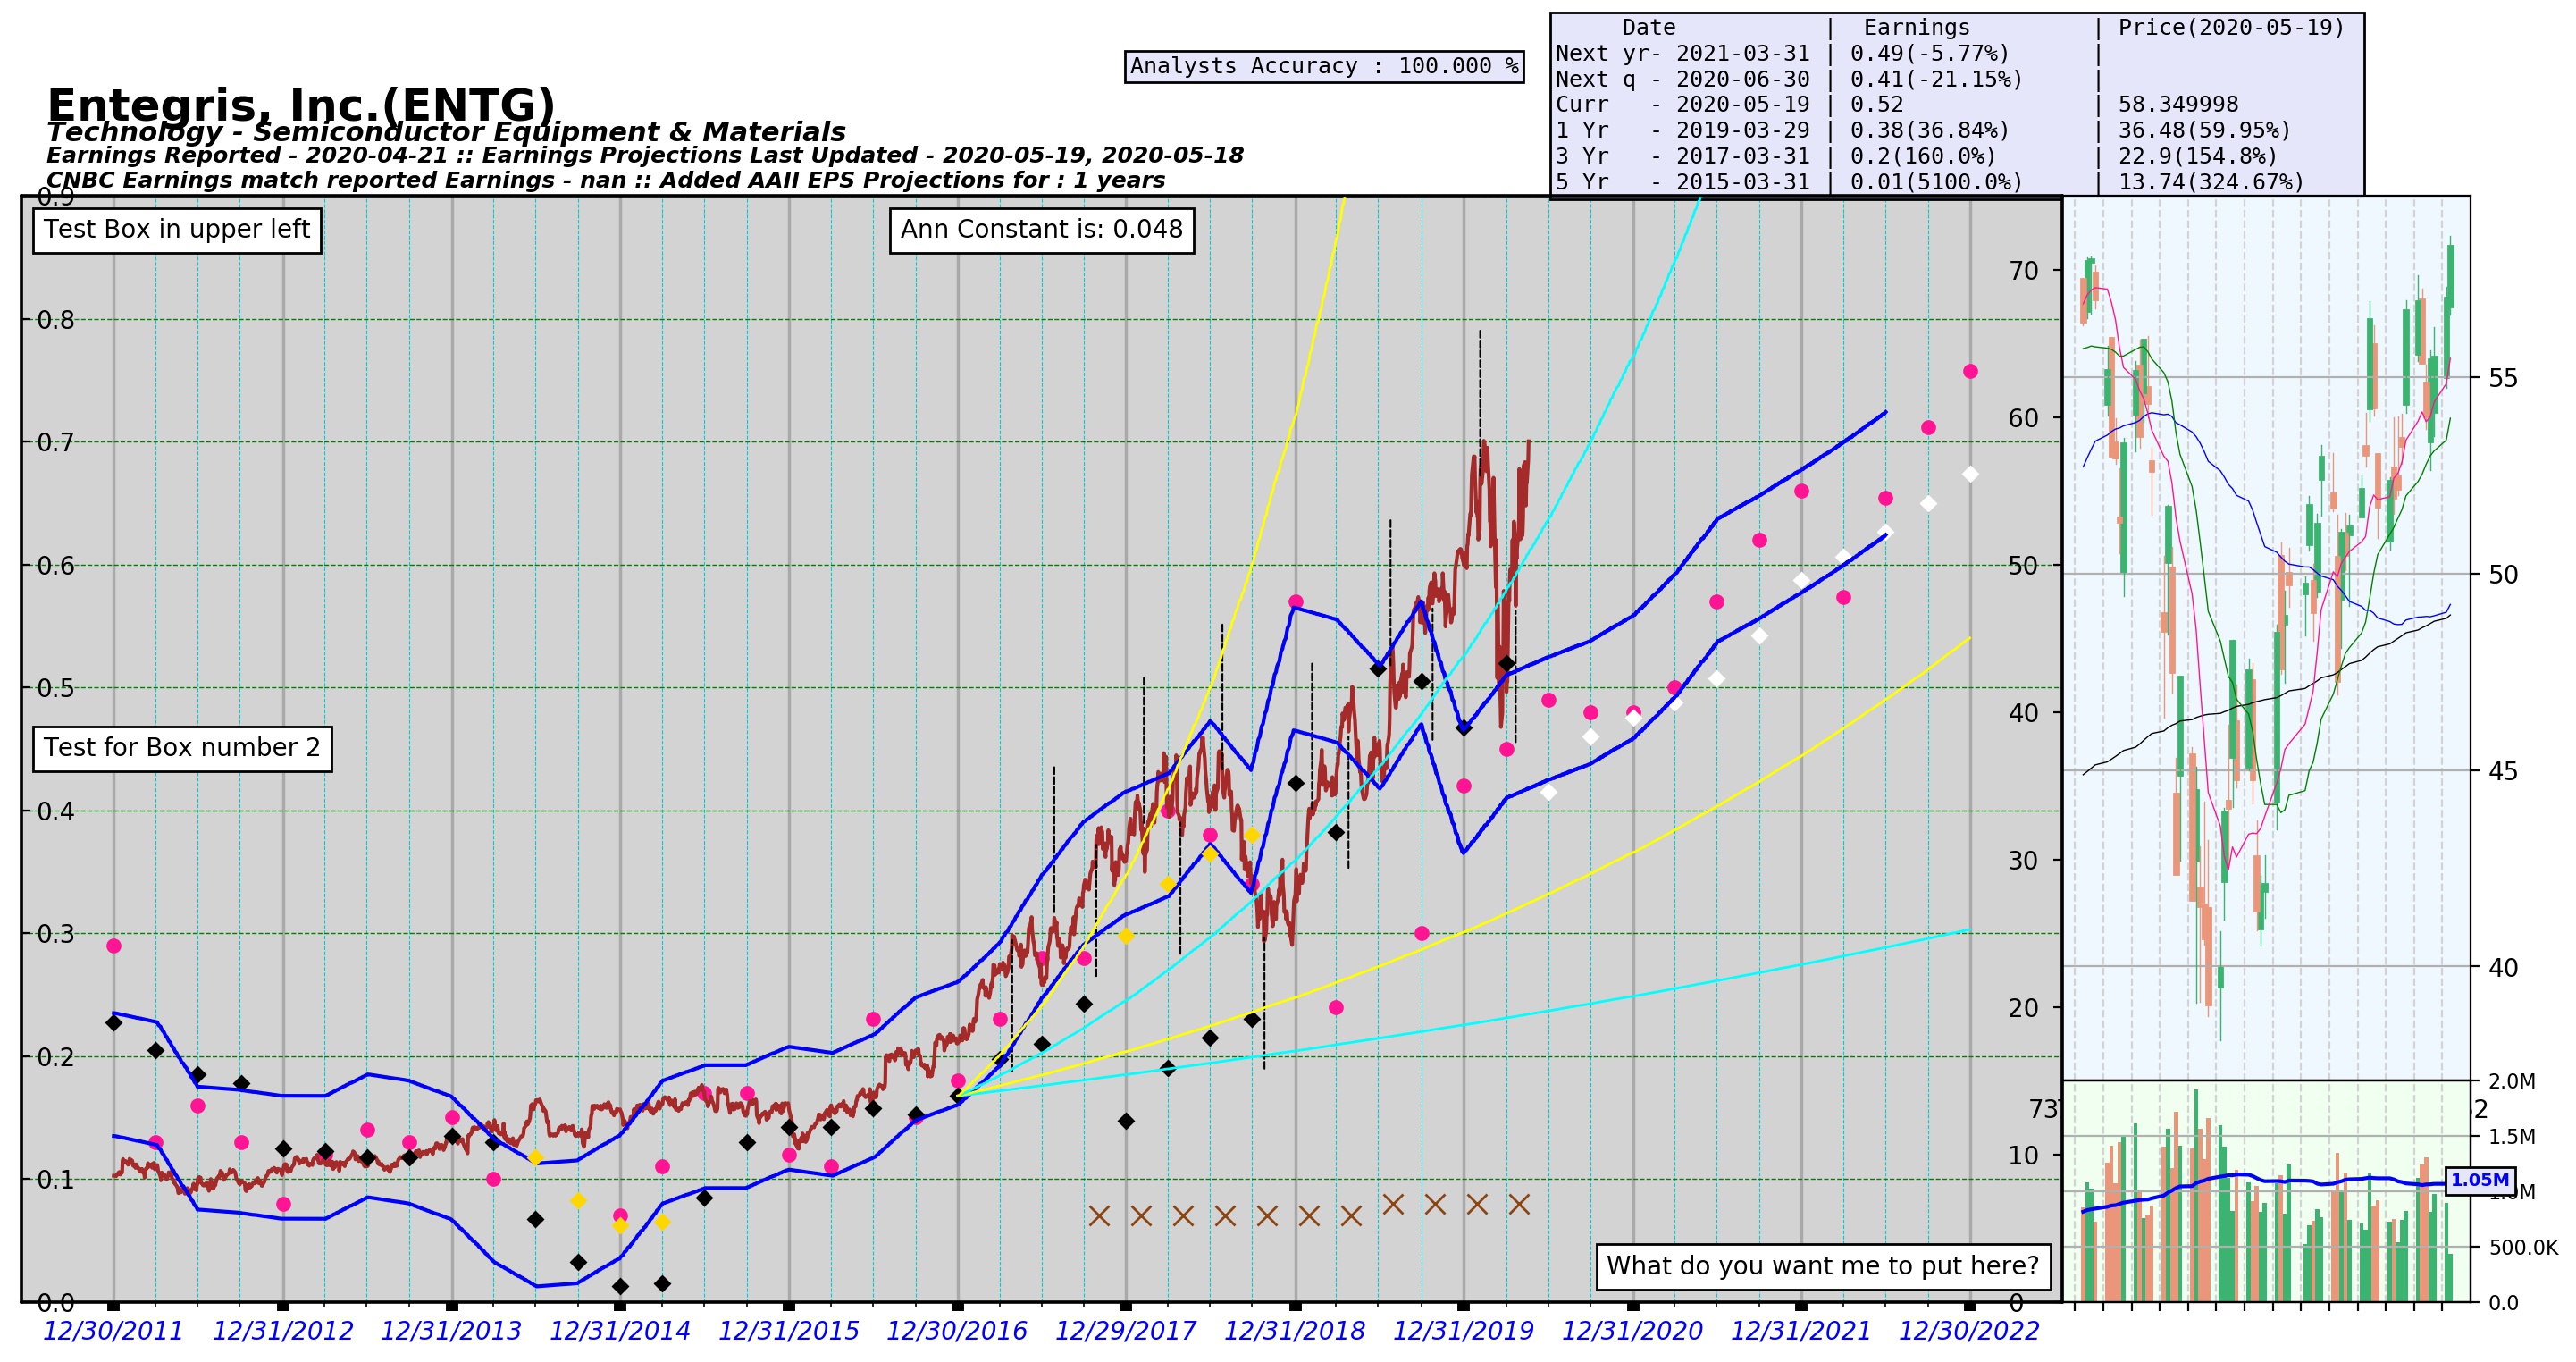 Date | Earnings | Price(2020-05-19)
Next yr- 2021-03-31 | 0.49(-5.77%) |
Next q - 2020-06-30 | 0.41(-21.15%) |
Curr - 2020-05-19 | 0.52 | 58.349998
1 Yr - 2019-03-29 | 0.38(36.84%) | 36.48(59.95%)
3 Yr - 2017-03-31 | 0.2(160.0%) | 22.9(154.8%)
5 Yr - 2015-03-31 | 0.01(5100.0%) | 13.74(324.67%)
Analysts Accuracy : 100.000 %
Entegris, Inc.(ENTG)
Technology - Semiconductor Equipment & Materials
Earnings Reported - 2020-04-21 :: Earnings Projections Last Updated - 2020-05-19, 2020-05-18
CNBC Earnings match reported Earnings - nan :: Added AAII EPS Projections for : 1 years
Test Box in upper left
Ann Constant is: 0.048
Test for Box number 2
What do you want me to put here?
0.9
0.8
0.7
0.6
0.5
0.4
0.3
0.2
0.1
0.0
70
60
50
40
30
20
10
0
55
50
45
40
73
2
2.0M
1.5M
1.05M
500.0K
0.0
12/30/2011 12/31/2012 12/31/2013 12/31/2014 12/31/2015 12/30/2016 12/29/2017 12/31/2018 12/31/2019 12/31/2020 12/31/2021 12/30/2022